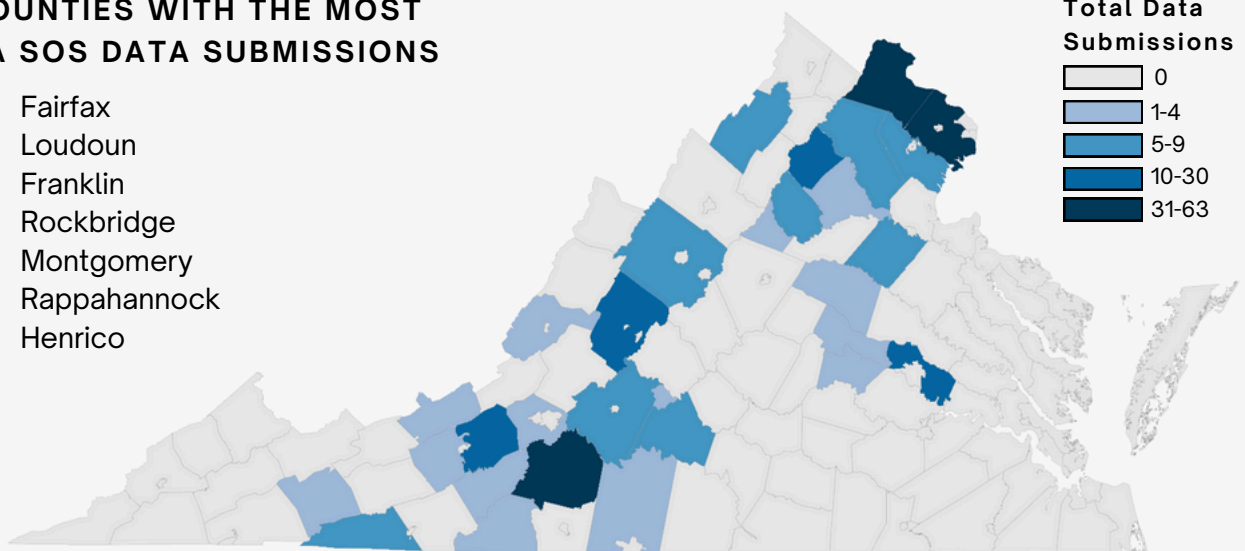 OUNTIES WITH THE MOST
A SOS DATA SUBMISSIONS
Fairfax
Loudoun
Franklin
Rockbridge
Montgomery
Rappahannock
Henrico
Total Data
Submissions
0
1-4
5-9
10-30
31-63